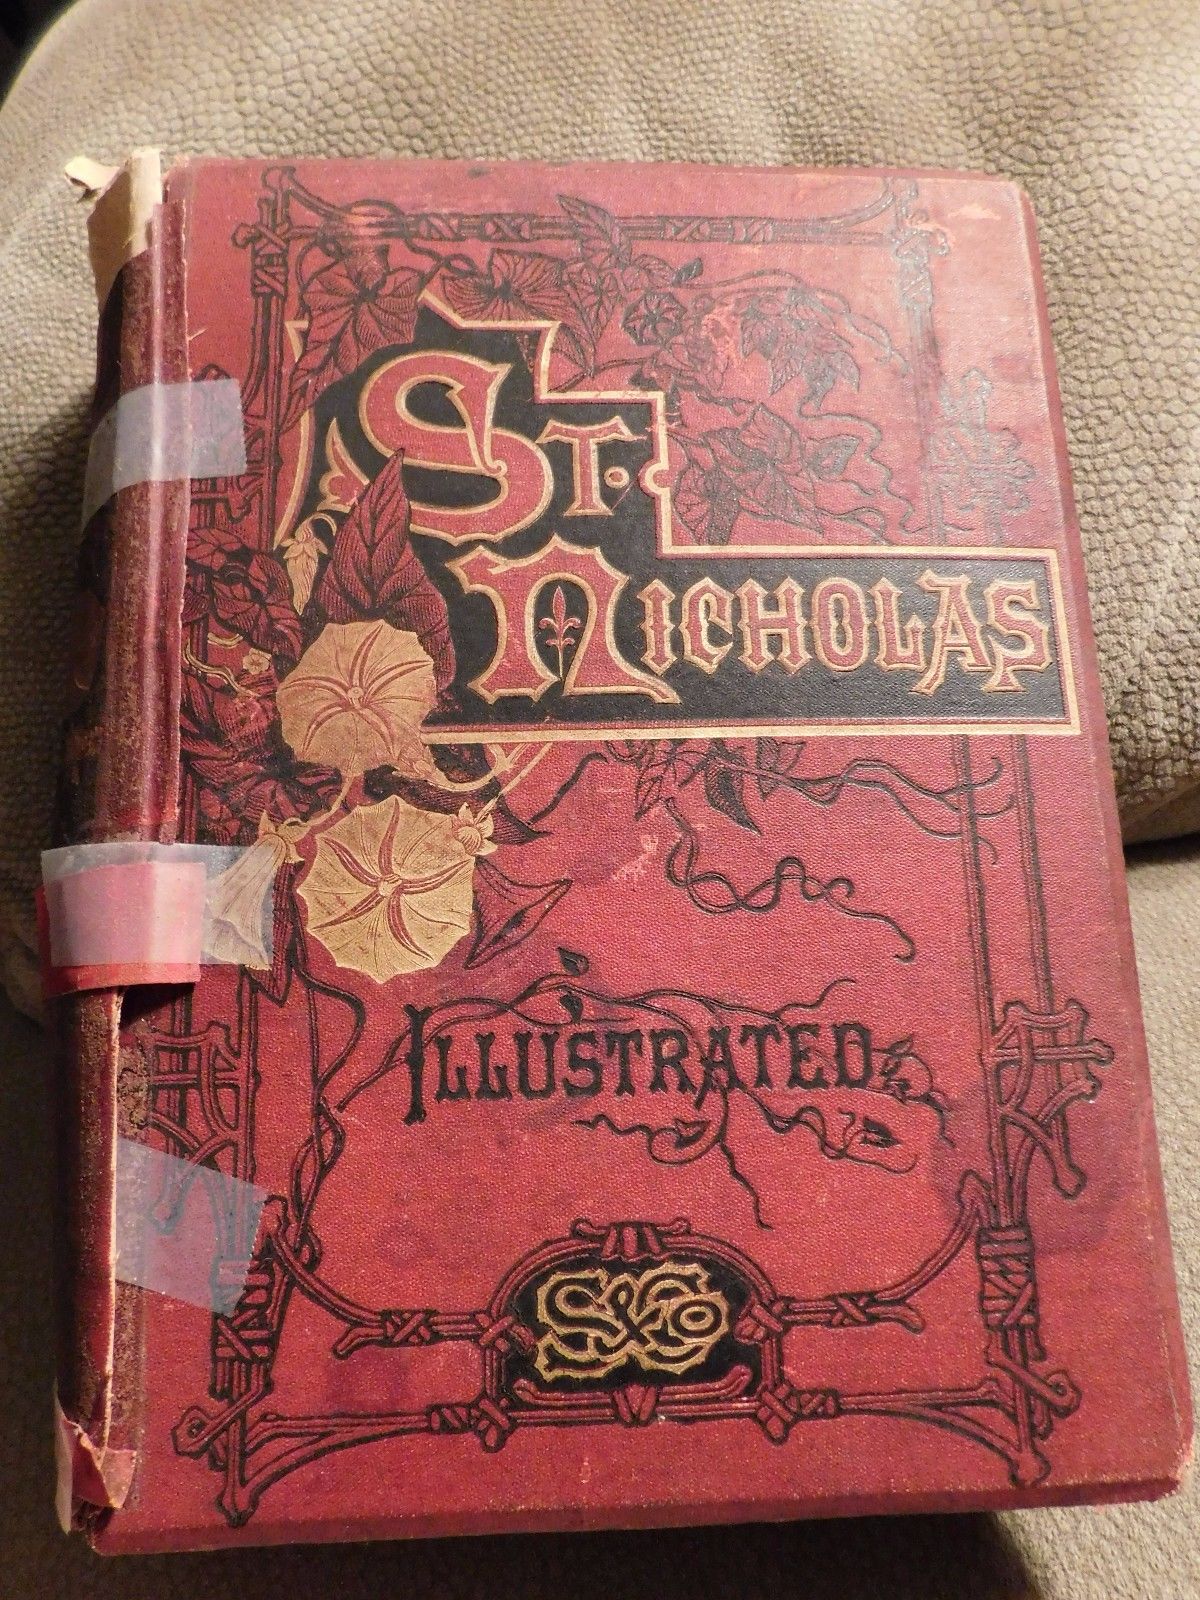 St.
Nicholas
Illustrated
S&Co